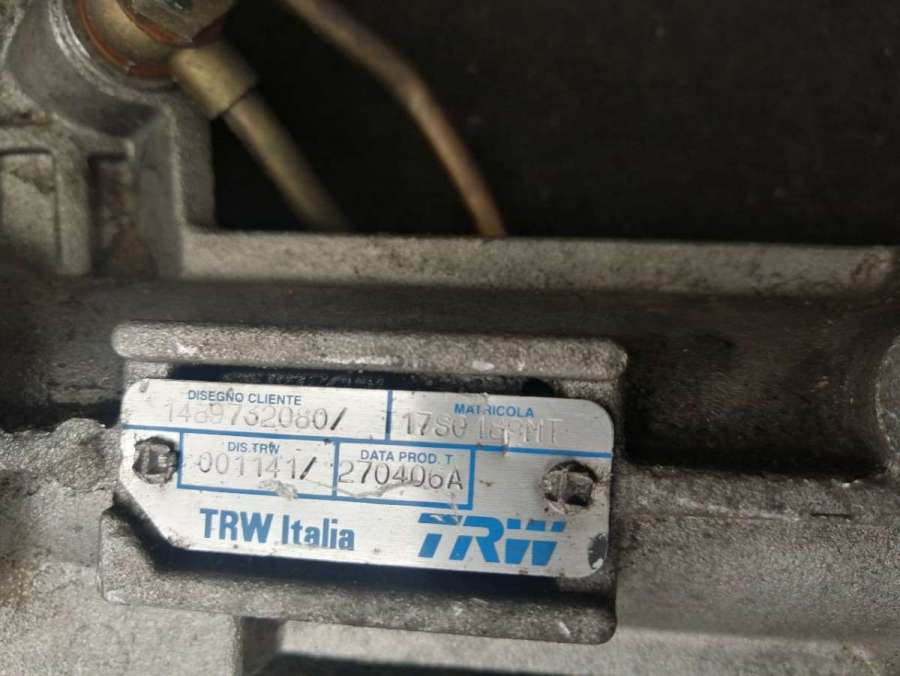 DISEGNO CLIENTE MATRICOLA
1489732080/
DIS.TRW DATA PROD. T
001141/ 270406A
TRW Italia TRW